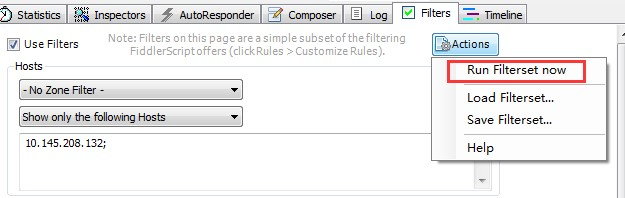 Statistics Inspectors AutoResponder Composer Log Filters Timeline
Use Filters
Note: Filters on this page are a simple subset of the filtering
FiddlerScript offers (click Rules > Customize Rules).
Actions
Run Filterset now
Load Filterset...
Save Filterset...
Help
Hosts
- No Zone Filter -
Show only the following Hosts
10.145.208.132;